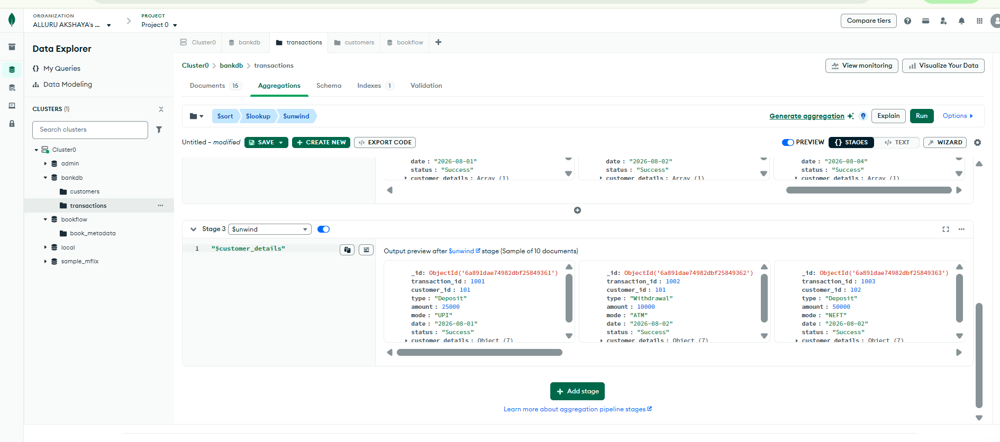 ORGANIZATION
ALLURU AKSHAYA's ...
PROJECT
Project 0
Compare tiers
Data Explorer
My Queries
Data Modeling
CLUSTERS (1)
Search clusters
Cluster0
admin
bankdb
customers
transactions
bookflow
book_metadata
local
sample_mflix
Cluster0
bankdb
transactions
customers
bookflow
Cluster0 > bankdb > transactions
View monitoring
Visualize Your Data
Documents 15
Aggregations
Schema
Indexes 1
Validation
$sort $lookup $unwind
Generate aggregation
Explain
Run
Options
Untitled – modified
SAVE
CREATE NEW
EXPORT CODE
PREVIEW
{} STAGES
</> TEXT
WIZARD
date : "2026-08-01"
status : "Success"
customer_details : Array (1)
date : "2026-08-02"
status : "Success"
customer_details : Array (1)
date : "2026-08-04"
status : "Success"
customer_details : Array (1)
Stage 3 $unwind
1 "$customer_details"
Output preview after $unwind stage (Sample of 10 documents)
_id: ObjectId('6a891dae74982dbf25849361')
transaction_id : 1001
customer_id : 101
type : "Deposit"
amount : 25000
mode : "UPI"
date : "2026-08-01"
status : "Success"
customer_details : Object (7)
_id: ObjectId('6a891dae74982dbf25849362')
transaction_id : 1002
customer_id : 101
type : "Withdrawal"
amount : 10000
mode : "ATM"
date : "2026-08-02"
status : "Success"
customer_details : Object (7)
_id: ObjectId('6a891dae74982dbf25849363')
transaction_id : 1003
customer_id : 102
type : "Deposit"
amount : 50000
mode : "NEFT"
date : "2026-08-02"
status : "Success"
customer_details : Object (7)
Add stage
Learn more about aggregation pipeline stages